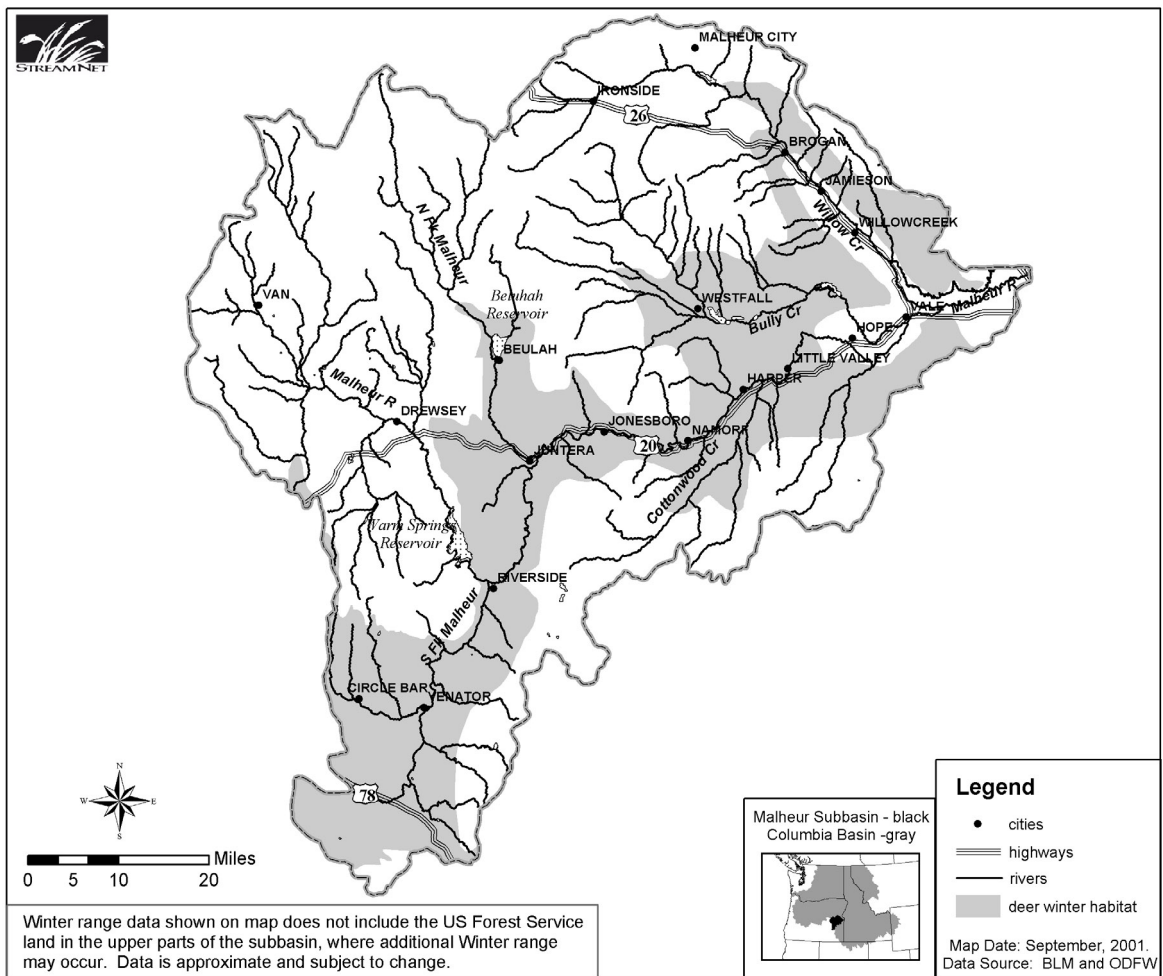 STREAMNET
MALHEUR CITY
IRONSIDE
26
BROGAN
JAMIESON
Willow Cr
WILLOWCREEK
N Fk Malheur
VAN
Beulhah
Reservoir
WESTFALL
Bully Cr
Malheur R
VALE
HOPE
BEULAH
LITTLE VALLEY
HARPER
Malheur R
DREWSEY
JONESBORO
NAMORF
20
JUNTERA
Cottonwood Cr
Warm Springs
Reservoir
RIVERSIDE
S Fk Malheur
CIRCLE BAR
VENATOR
78
N
W
E
S
Miles
0 5 10 20
Winter range data shown on map does not include the US Forest Service
land in the upper parts of the subbasin, where additional Winter range
may occur. Data is approximate and subject to change.
Malheur Subbasin - black
Columbia Basin -gray
Legend
cities
highways
rivers
deer winter habitat
Map Date: September, 2001.
Data Source: BLM and ODFW